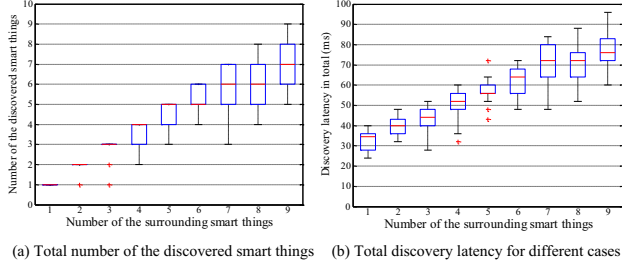 (a)
10
9
8
7
6
5
4
3
2
1
0
Number of the discovered smart things
1 2 3 4 5 6 7 8 9
Number of the surrounding smart things
(a) Total number of the discovered smart things
(b)
100
90
80
70
60
50
40
30
20
10
0
Discovery latency in total (ms)
1 2 3 4 5 6 7 8 9
Number of the surrounding smart things
(b) Total discovery latency for different cases